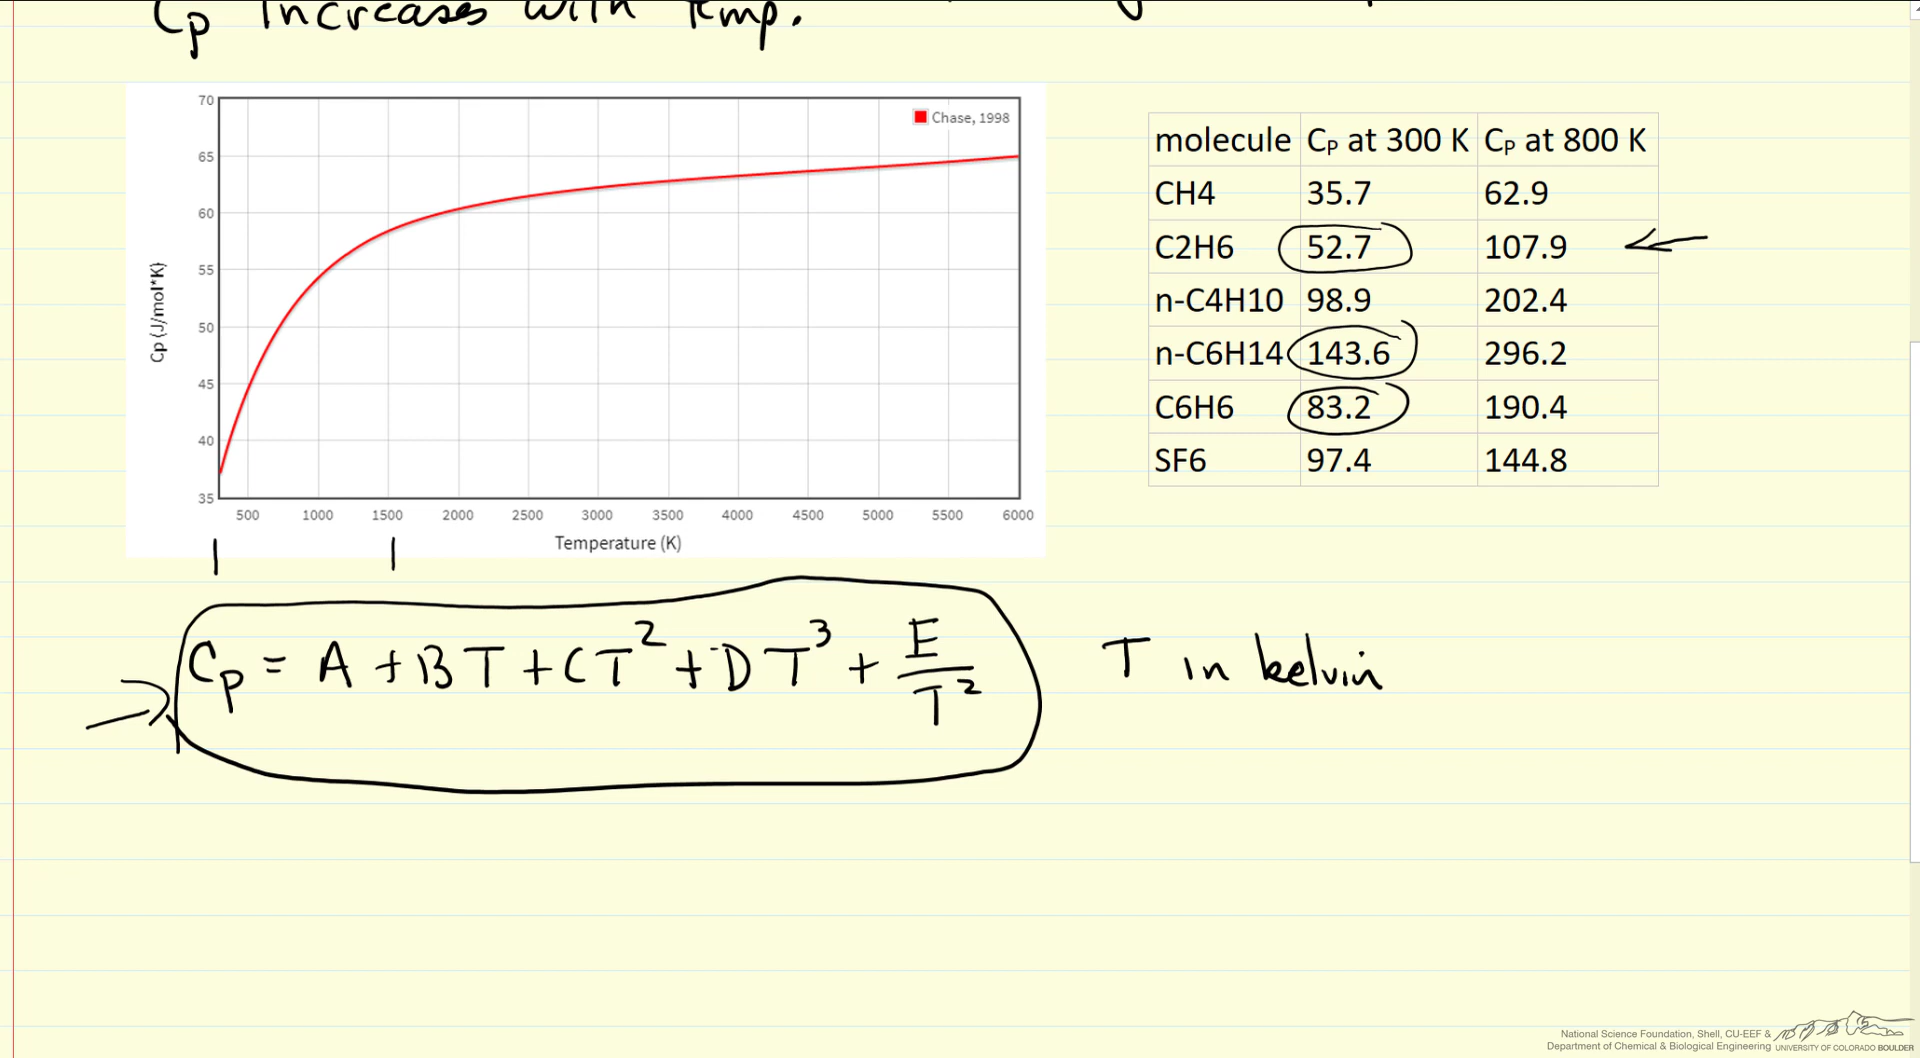 Cp increases with temp.
70
65
60
55
50
45
40
35
Cp (J/mol*K)
Chase, 1998
500 1000 1500 2000 2500 3000 3500 4000 4500 5000 5500 6000
Temperature (K)
molecule CP at 300 K CP at 800 K
CH4 35.7 62.9
C2H6 52.7 107.9
n-C4H10 98.9 202.4
n-C6H14 143.6 296.2
C6H6 83.2 190.4
SF6 97.4 144.8
Cp = A + BT + CT² + DT³ + E/T² T in kelvin
National Science Foundation, Shell, CU-EEF &
Department of Chemical & Biological Engineering UNIVERSITY OF COLORADO BOULDER